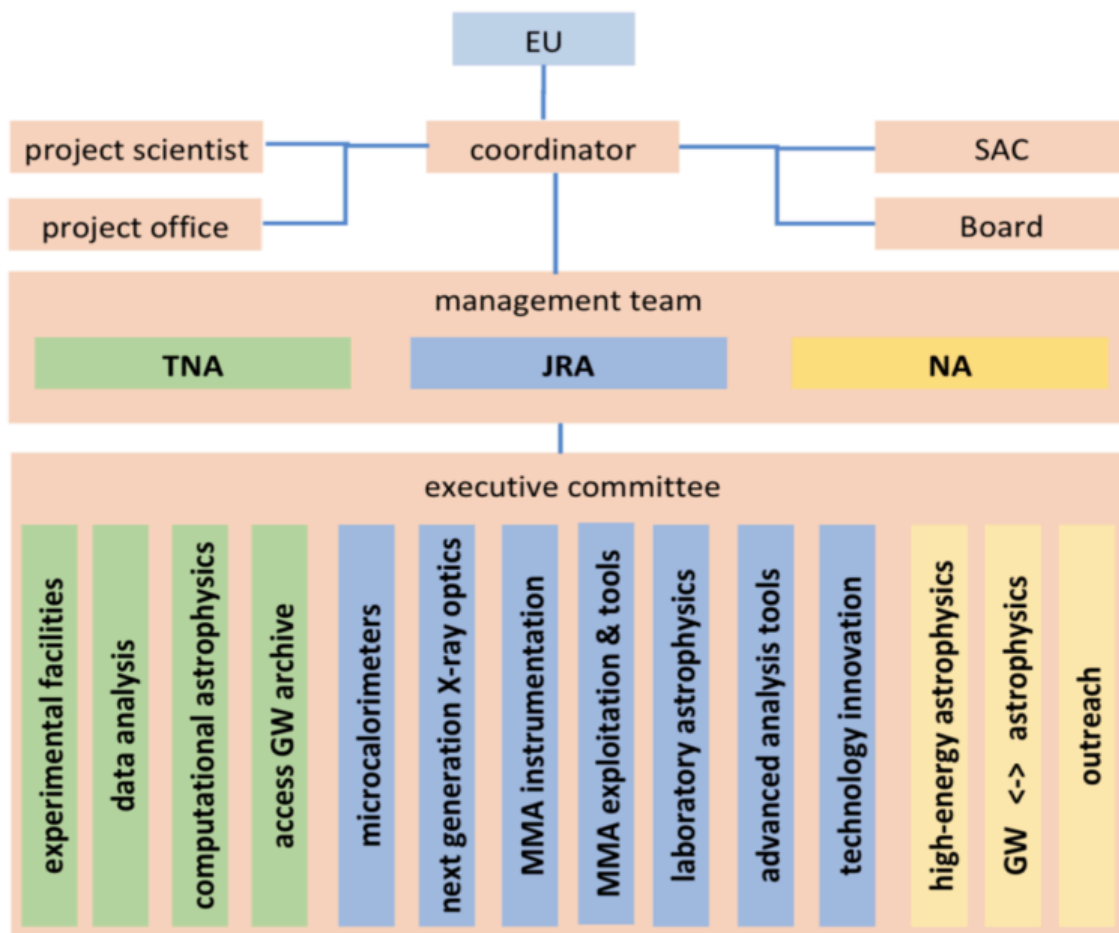 EU
project scientist
coordinator
SAC
project office
Board
management team
TNA
JRA
NA
executive committee
experimental facilities
data analysis
computational astrophysics
access GW archive
microcalorimeters
next generation X-ray optics
MMA instrumentation
MMA exploitation & tools
laboratory astrophysics
advanced analysis tools
technology innovation
high-energy astrophysics
GW <-> astrophysics
outreach